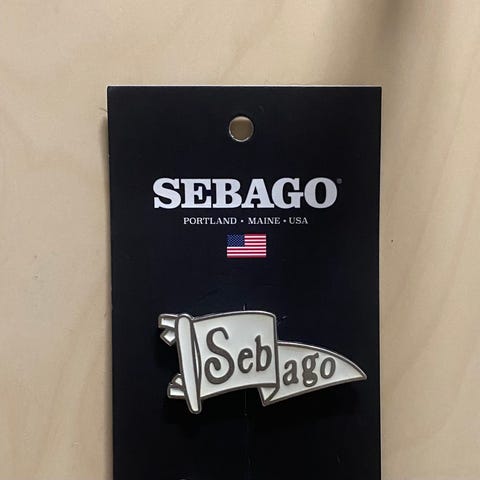 SEBAGO®
PORTLAND • MAINE • USA
Sebago